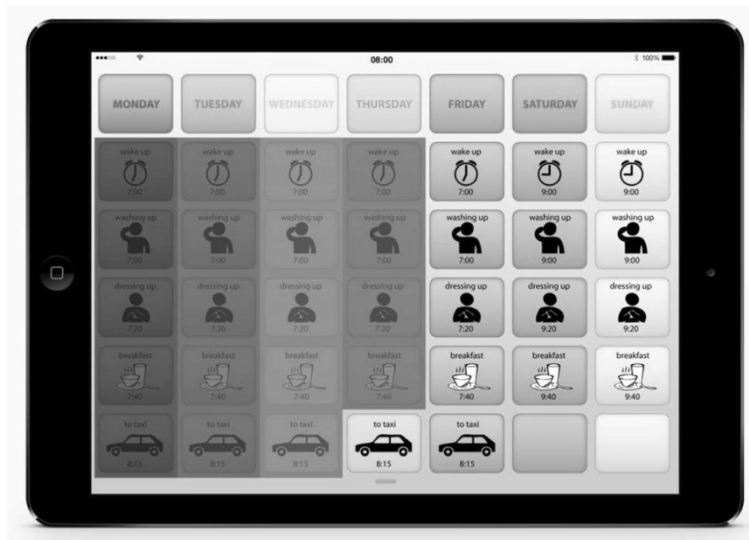 08:00
100%
MONDAY TUESDAY WEDNESDAY THURSDAY FRIDAY SATURDAY SUNDAY
wake up wake up wake up wake up wake up wake up wake up
7:00 7:00 7:00 7:00 7:00 9:00 9:00
washing up washing up washing up washing up washing up washing up washing up
7:00 7:00 7:00 7:00 7:00 9:00 9:00
dressing up dressing up dressing up dressing up dressing up dressing up dressing up
7:20 7:20 7:20 7:20 7:20 9:20 9:20
breakfast breakfast breakfast breakfast breakfast breakfast breakfast
7:40 7:40 7:40 7:40 7:40 9:40 9:40
to taxi to taxi to taxi to taxi to taxi
8:15 8:15 8:15 8:15 8:15